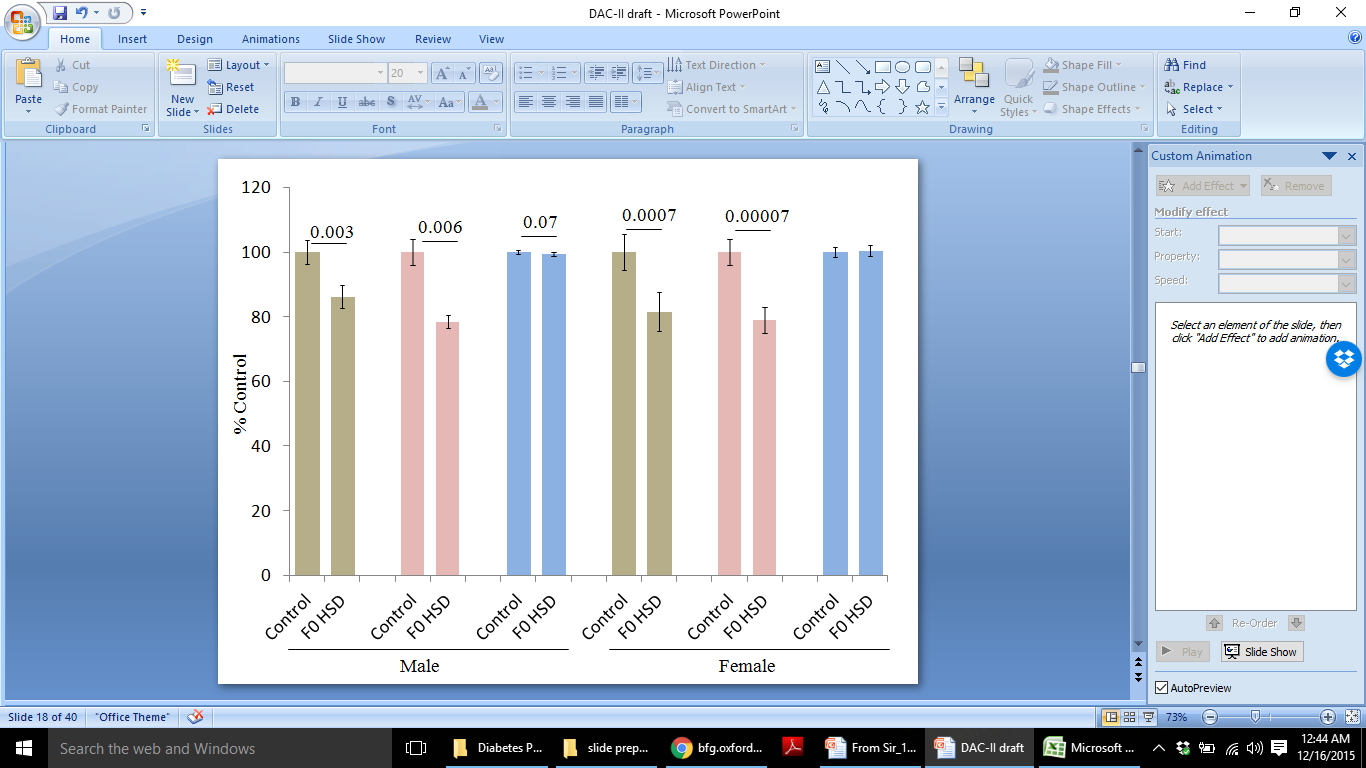 DAC-II draft - Microsoft PowerPoint
Home Insert Design Animations Slide Show Review View
Paste
Cut
Copy
Format Painter
Clipboard
New Slide
Layout
Reset
Delete
Slides
20
B I U abc S AV Aa A
Font
Text Direction
Align Text
Convert to SmartArt
Paragraph
Arrange
Quick Styles
Shape Fill
Shape Outline
Shape Effects
Drawing
Find
Replace
Select
Editing
120
100
80
60
40
20
0
% Control
0.003
0.006
0.07
0.0007
0.00007
Control
F0 HSD
Control
F0 HSD
Control
F0 HSD
Control
F0 HSD
Control
F0 HSD
Control
F0 HSD
Male
Female
Custom Animation
Add Effect
Remove
Modify effect
Start:
Property:
Speed:
Select an element of the slide, then
click "Add Effect" to add animation.
Re-Order
Play
Slide Show
AutoPreview
Slide 18 of 40
"Office Theme"
73%
Search the web and Windows
Diabetes P...
slide prep...
bfg.oxford...
From Sir_1...
DAC-II draft
Microsoft ...
12:44 AM
12/16/2015